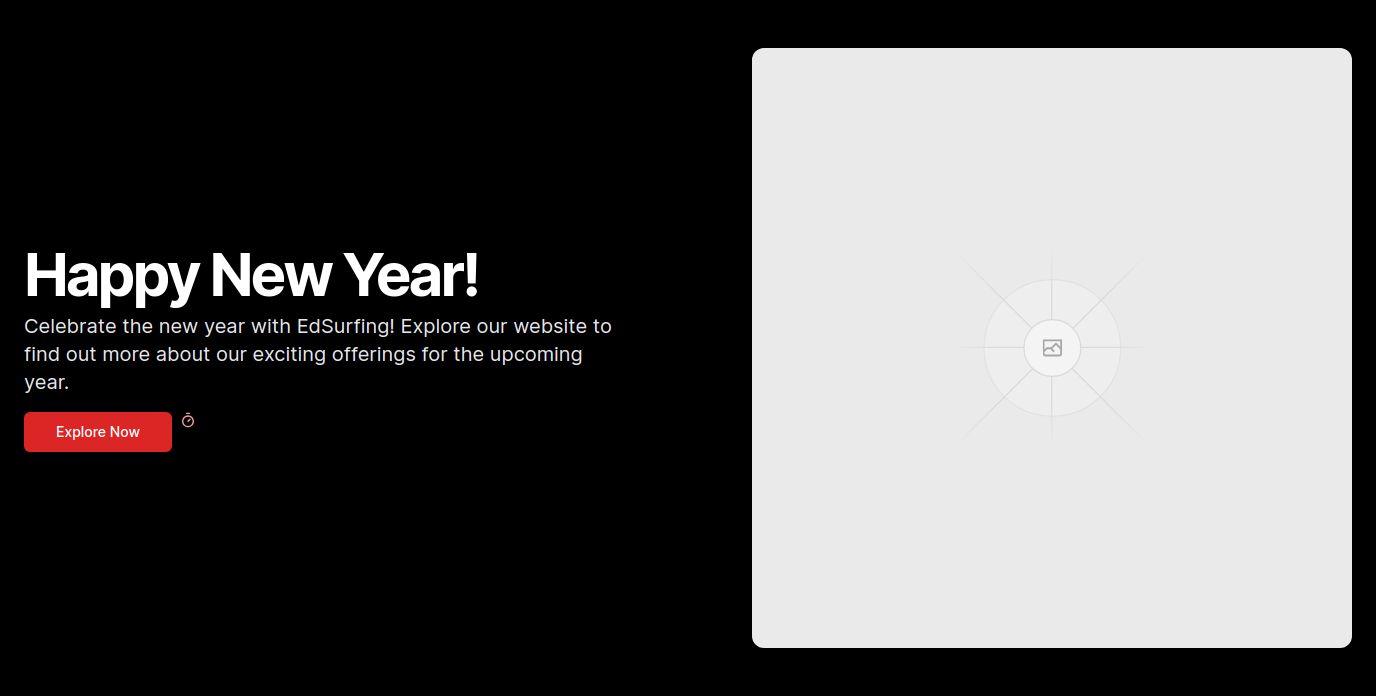 Happy New Year!
Celebrate the new year with EdSurfing! Explore our website to
find out more about our exciting offerings for the upcoming
year.
Explore Now